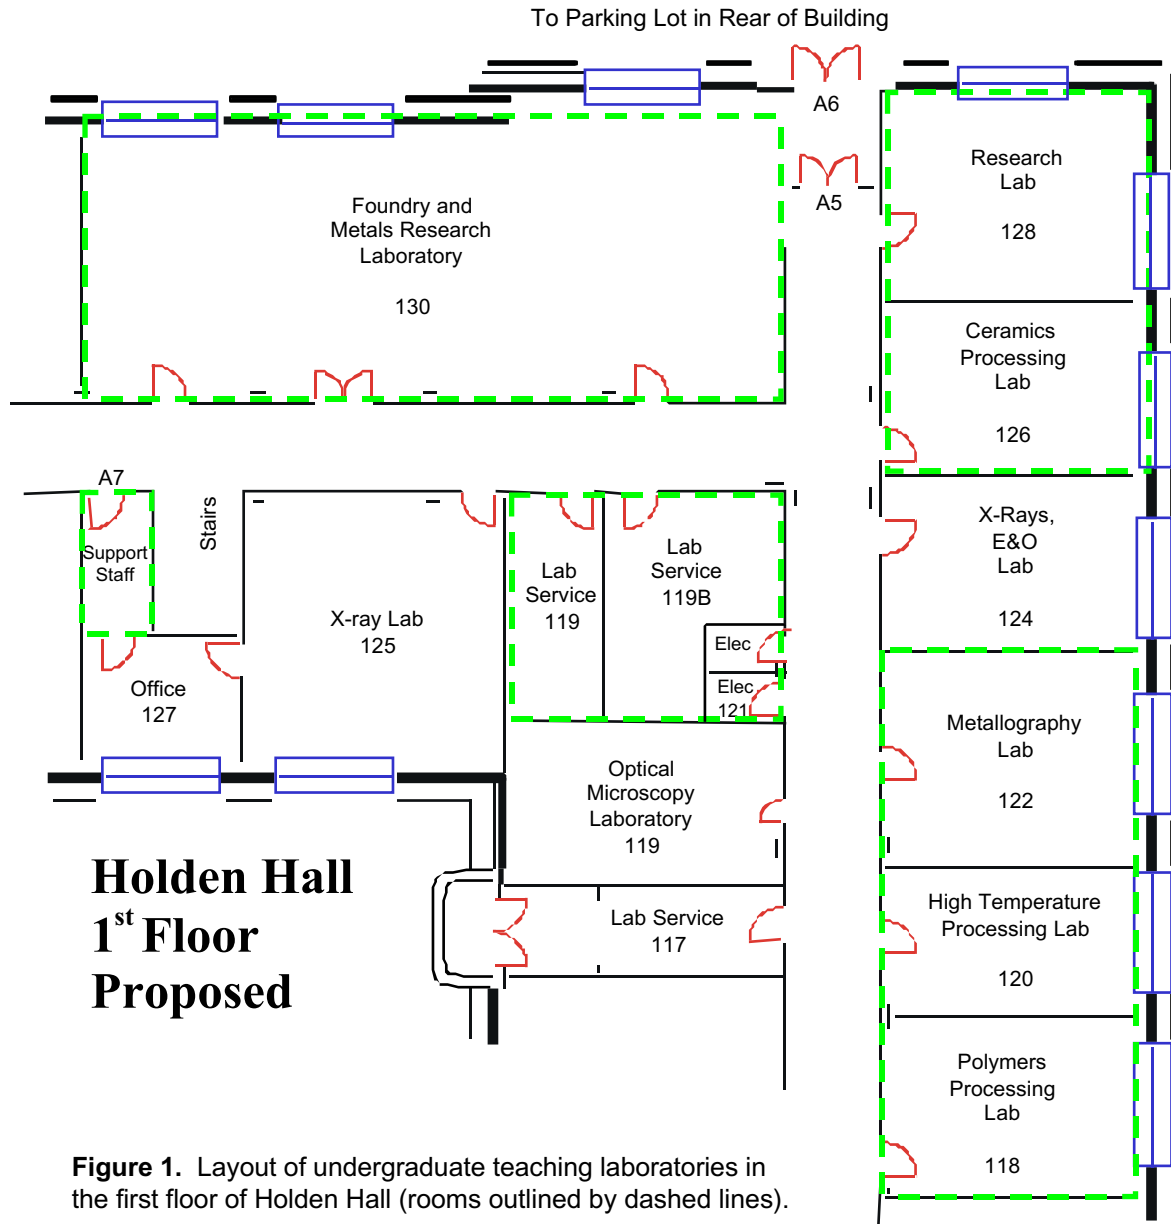 To Parking Lot in Rear of Building
A6
A5
Research
Lab
128
Foundry and
Metals Research
Laboratory
130
Ceramics
Processing
Lab
126
A7
Support
Staff
Stairs
X-ray Lab
125
Lab
Service
119
Lab
Service
119B
Elec
Elec
121
X-Rays,
E&O
Lab
124
Office
127
Optical
Microscopy
Laboratory
119
Metallography
Lab
122
Holden Hall
1st Floor
Proposed
Lab Service
117
High Temperature
Processing Lab
120
Polymers
Processing
Lab
118
Figure 1. Layout of undergraduate teaching laboratories in
the first floor of Holden Hall (rooms outlined by dashed lines).